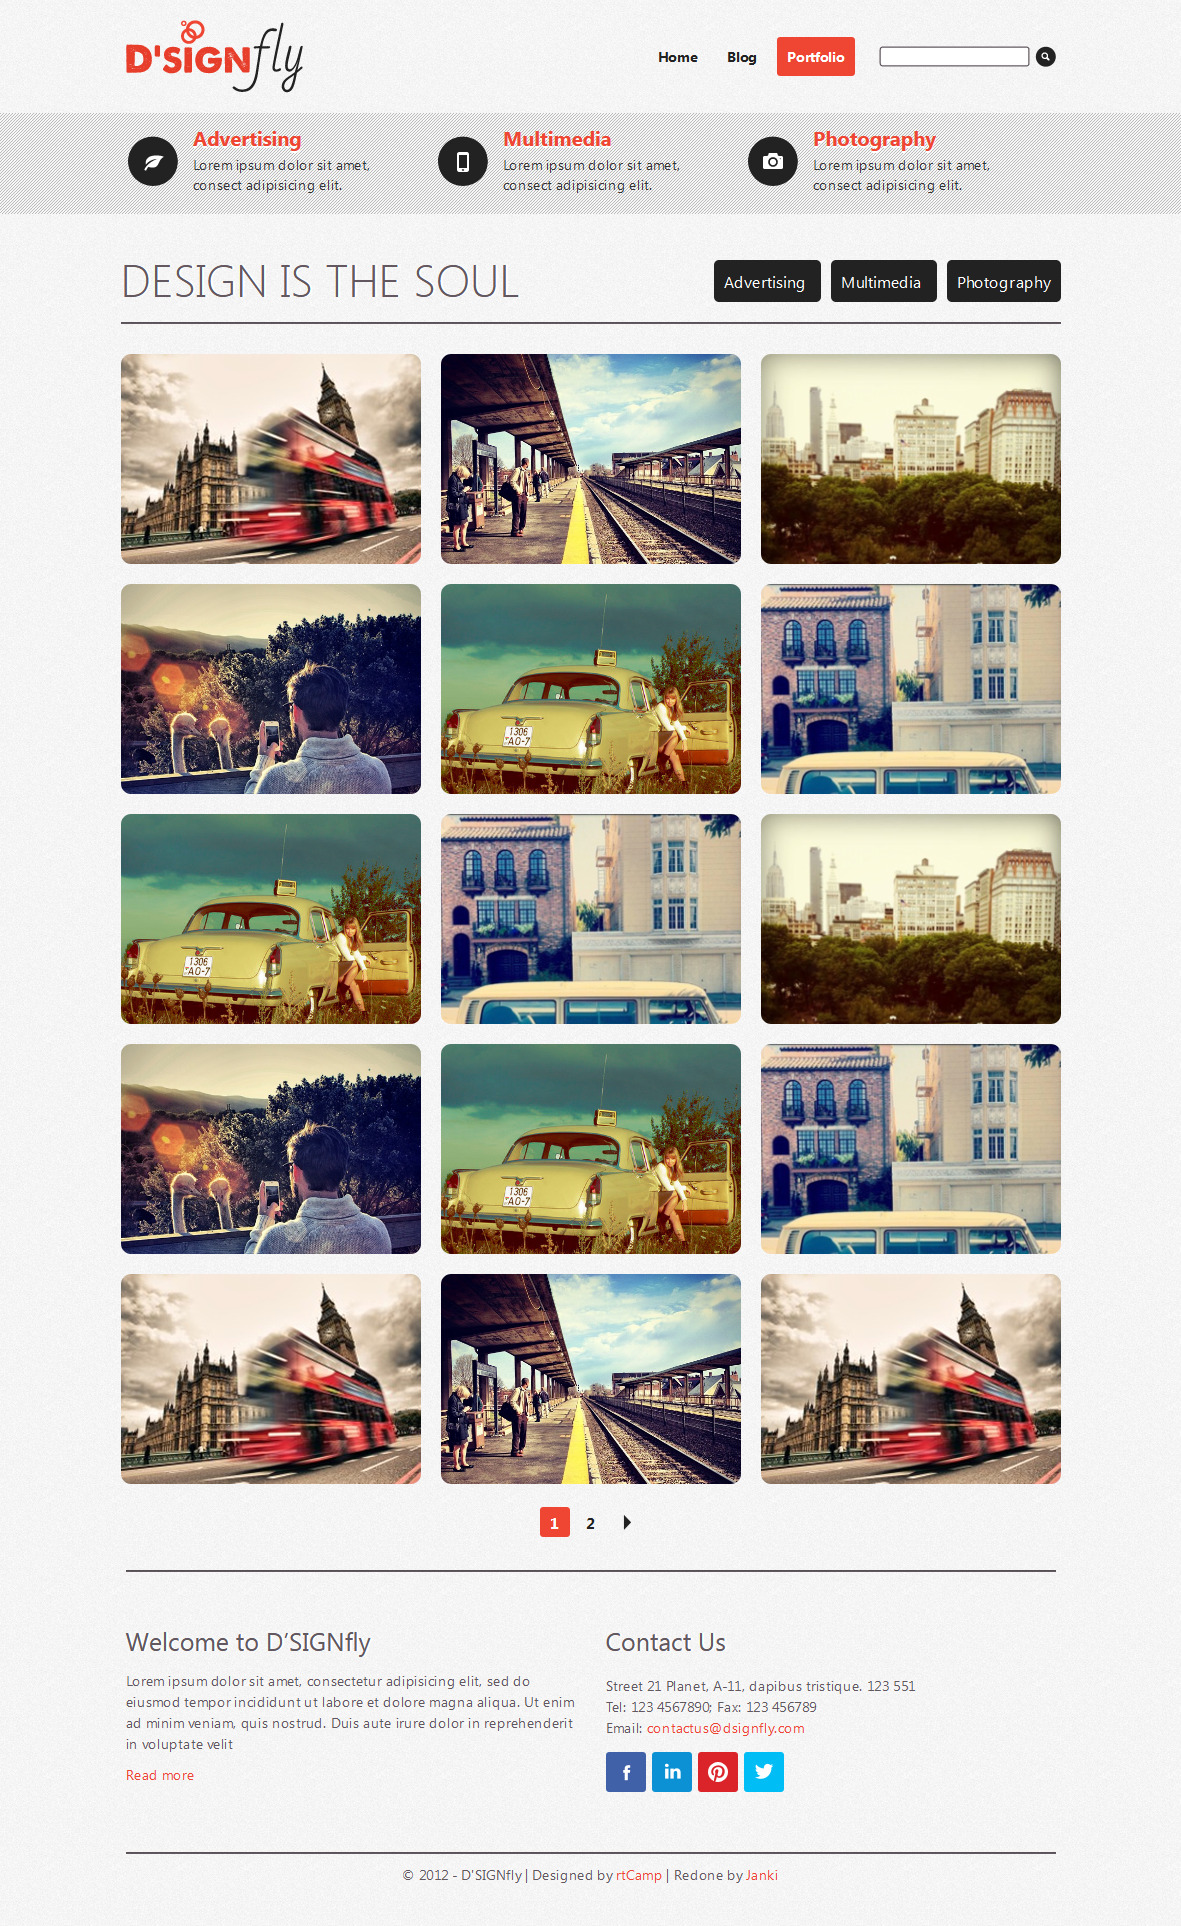 D'SIGNfly
Home Blog Portfolio
Advertising
Lorem ipsum dolor sit amet,
consect adipisicing elit.
Multimedia
Lorem ipsum dolor sit amet,
consect adipisicing elit.
Photography
Lorem ipsum dolor sit amet,
consect adipisicing elit.
DESIGN IS THE SOUL
Advertising Multimedia Photography
1306
AO-7
1306
AO-7
1306
AO-7
1 2
Welcome to D'SIGNfly
Lorem ipsum dolor sit amet, consectetur adipisicing elit, sed do
eiusmod tempor incididunt ut labore et dolore magna aliqua. Ut enim
ad minim veniam, quis nostrud. Duis aute irure dolor in reprehenderit
in voluptate velit
Read more
Contact Us
Street 21 Planet, A-11, dapibus tristique. 123 551
Tel: 123 4567890; Fax: 123 456789
Email: contactus@dsignfly.com
f in
© 2012 - D'SIGNfly | Designed by rtCamp | Redone by Janki